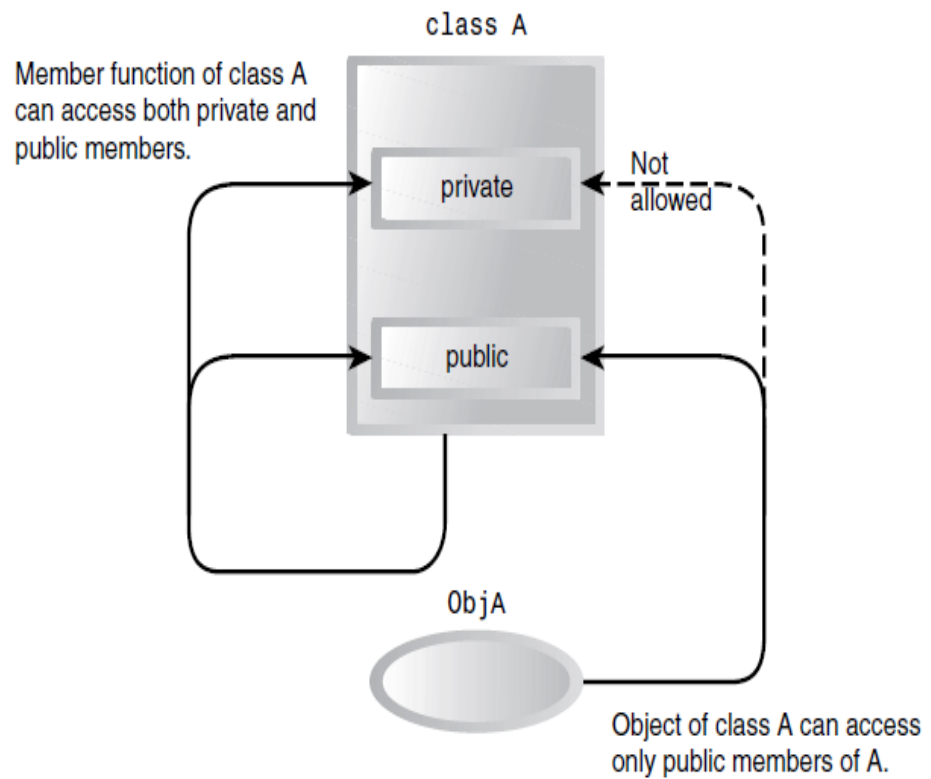 class A
Member function of class A
can access both private and
public members.
private
Not
allowed
public
ObjA
Object of class A can access
only public members of A.